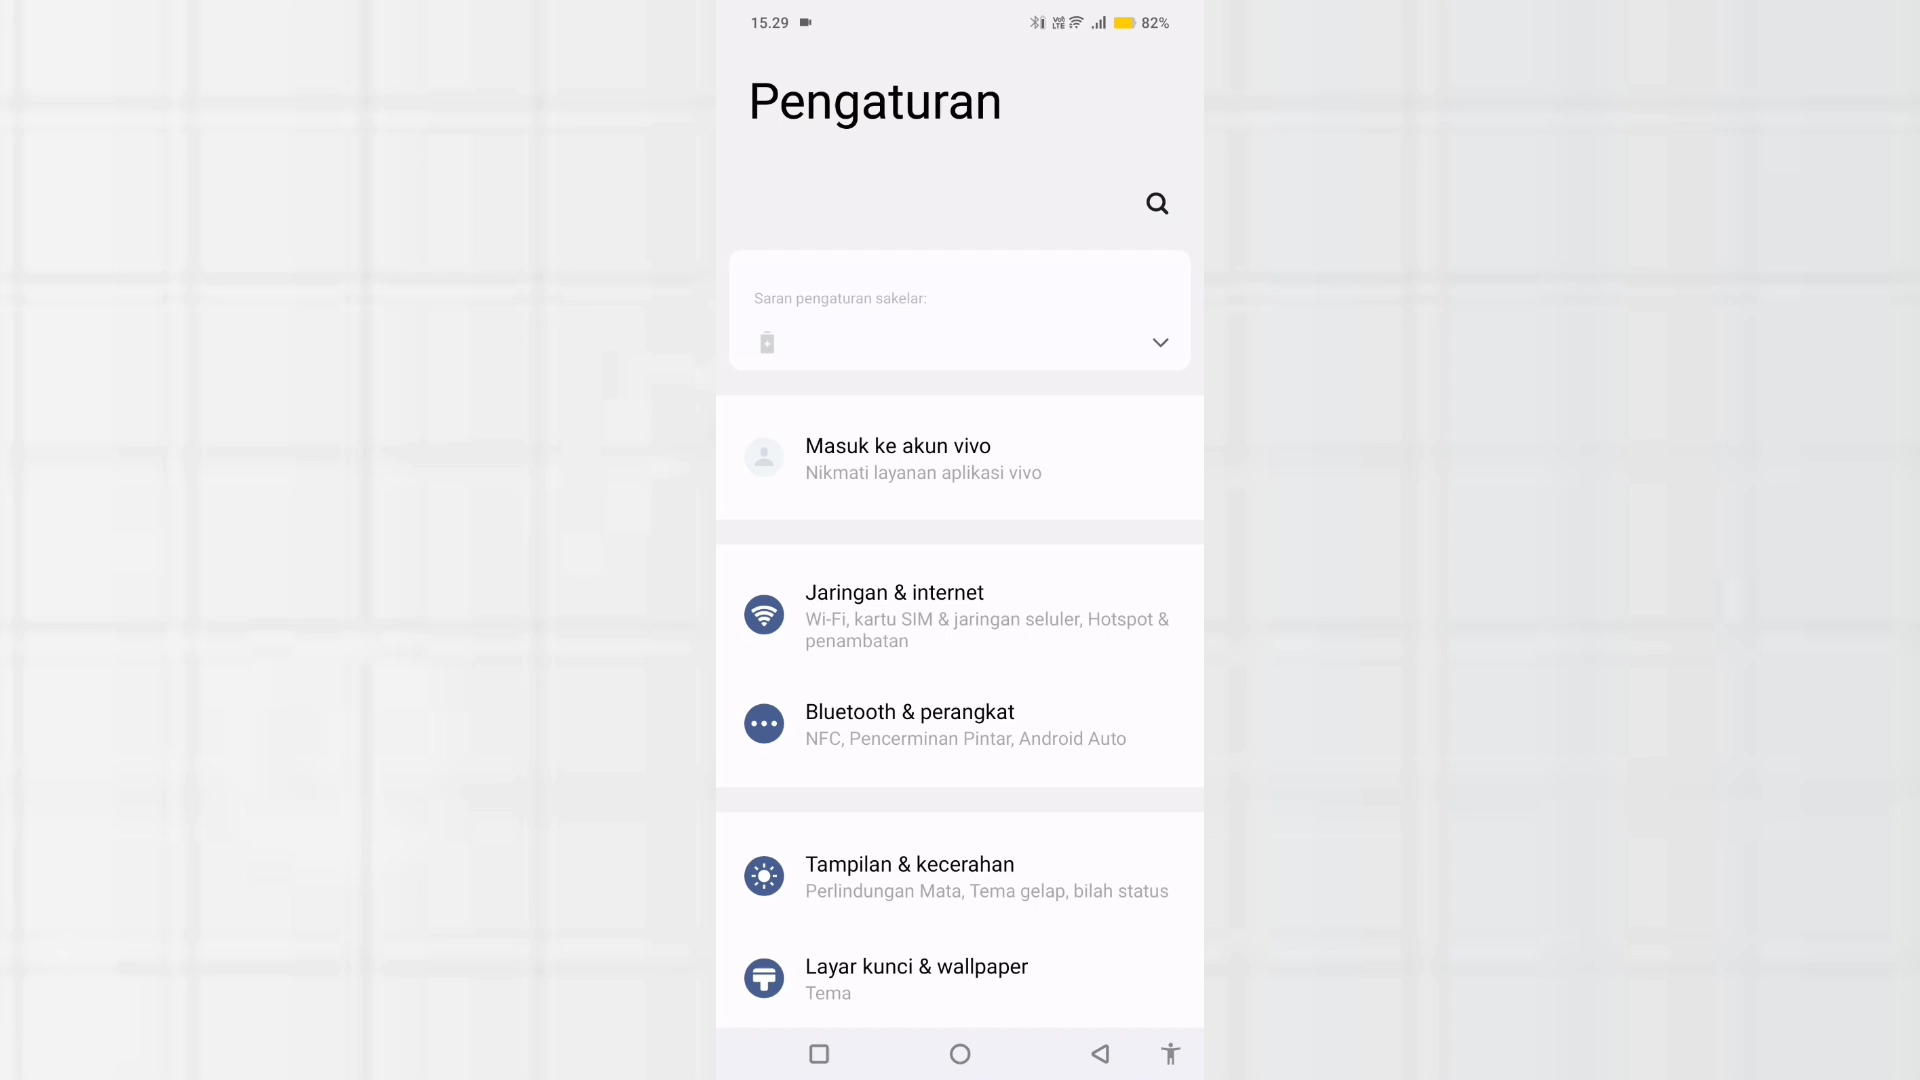 15.29
VoI
LTE
82%
Pengaturan
Saran pengaturan sakelar:
Masuk ke akun vivo
Nikmati layanan aplikasi vivo
Jaringan & internet
Wi-Fi, kartu SIM & jaringan seluler, Hotspot &
penambatan
Bluetooth & perangkat
NFC, Pencerminan Pintar, Android Auto
Tampilan & kecerahan
Perlindungan Mata, Tema gelap, bilah status
Layar kunci & wallpaper
Tema